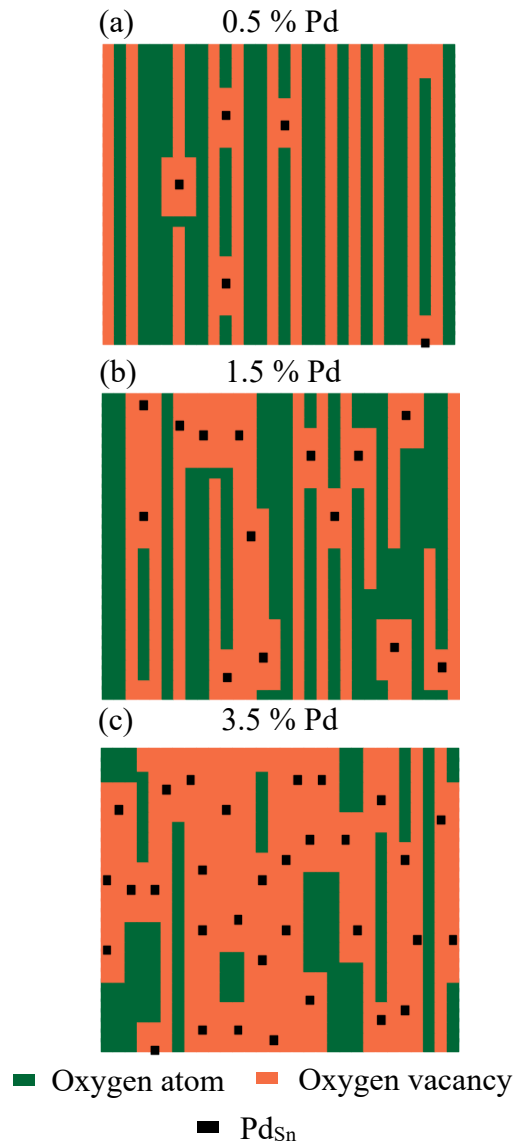 (a) 0.5 % Pd
(b) 1.5 % Pd
(c) 3.5 % Pd
Oxygen atom Oxygen vacancy
PdSn